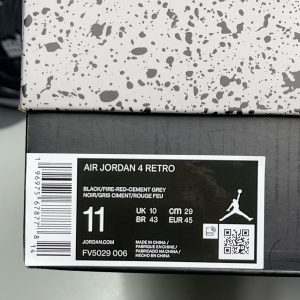 AIR JORDAN 4 RETRO
BLACK/FIRE-RED-CEMENT GREY
NOIR/GRIS CIMENT/ROUGE FEU
11
UK 10
CM 29
BR 43
EUR 45
JORDAN.COM
FV5029 006
MADE IN CHINA
FABRIQUÉ EN CHINE
FABRICADO EN CHINA
HECHO EN CHINA